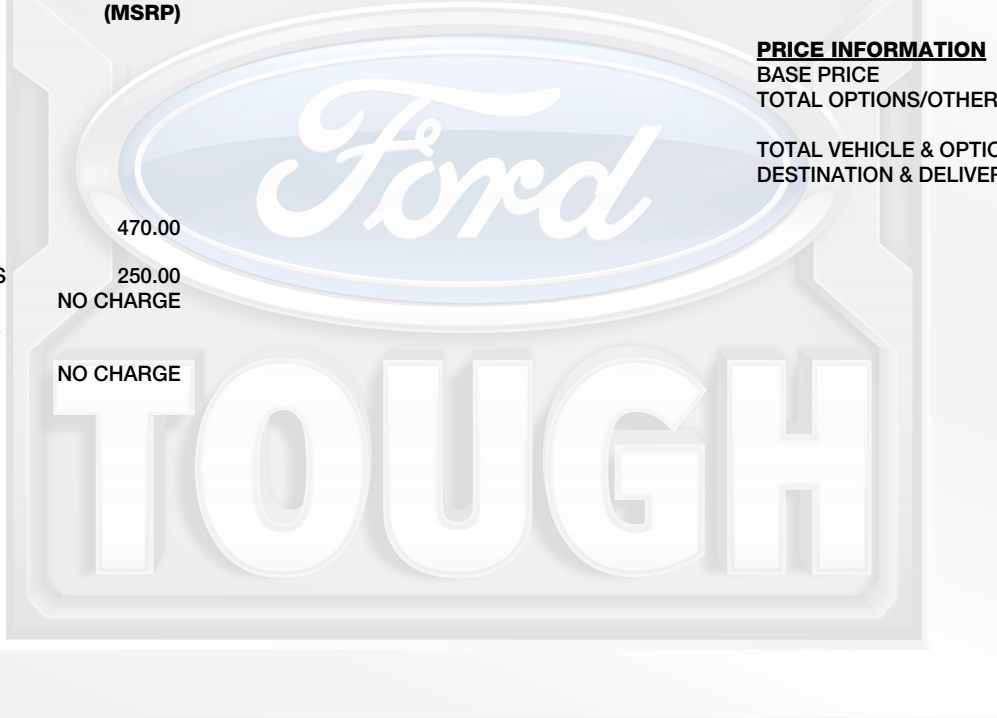 (MSRP)
470.00
S 250.00
NO CHARGE
NO CHARGE
PRICE INFORMATION
BASE PRICE
TOTAL OPTIONS/OTHER
TOTAL VEHICLE & OPTIO
DESTINATION & DELIVER
Ford
TOUGH